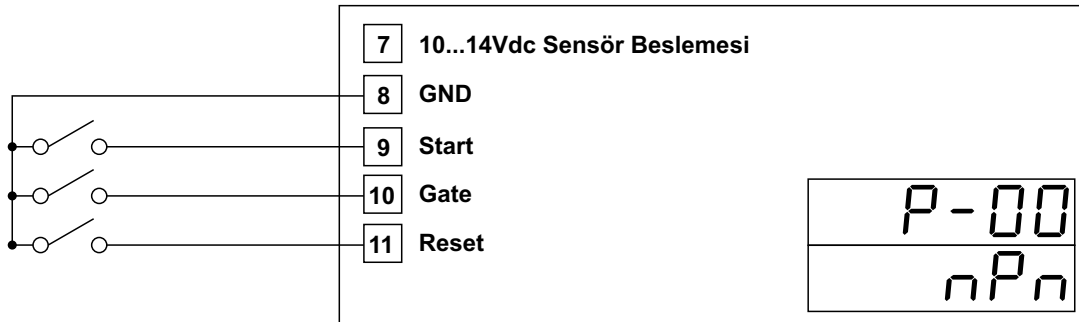 7 10...14Vdc Sensör Beslemesi
8 GND
9 Start
10 Gate
11 Reset
P-00
nPn